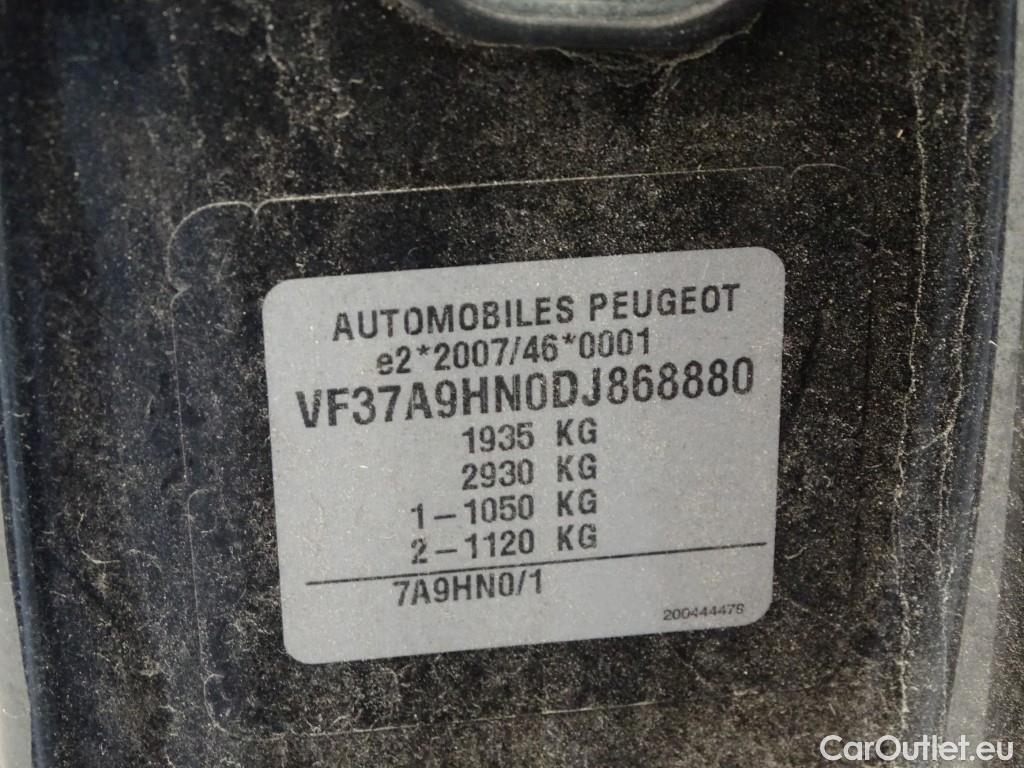 AUTOMOBILES PEUGEOT
e2*2007/46*0001
VF37A9HN0DJ868880
1935 KG
2930 KG
1-1050 KG
2-1120 KG
7A9HN0/1
200444476
CarOutlet.eu